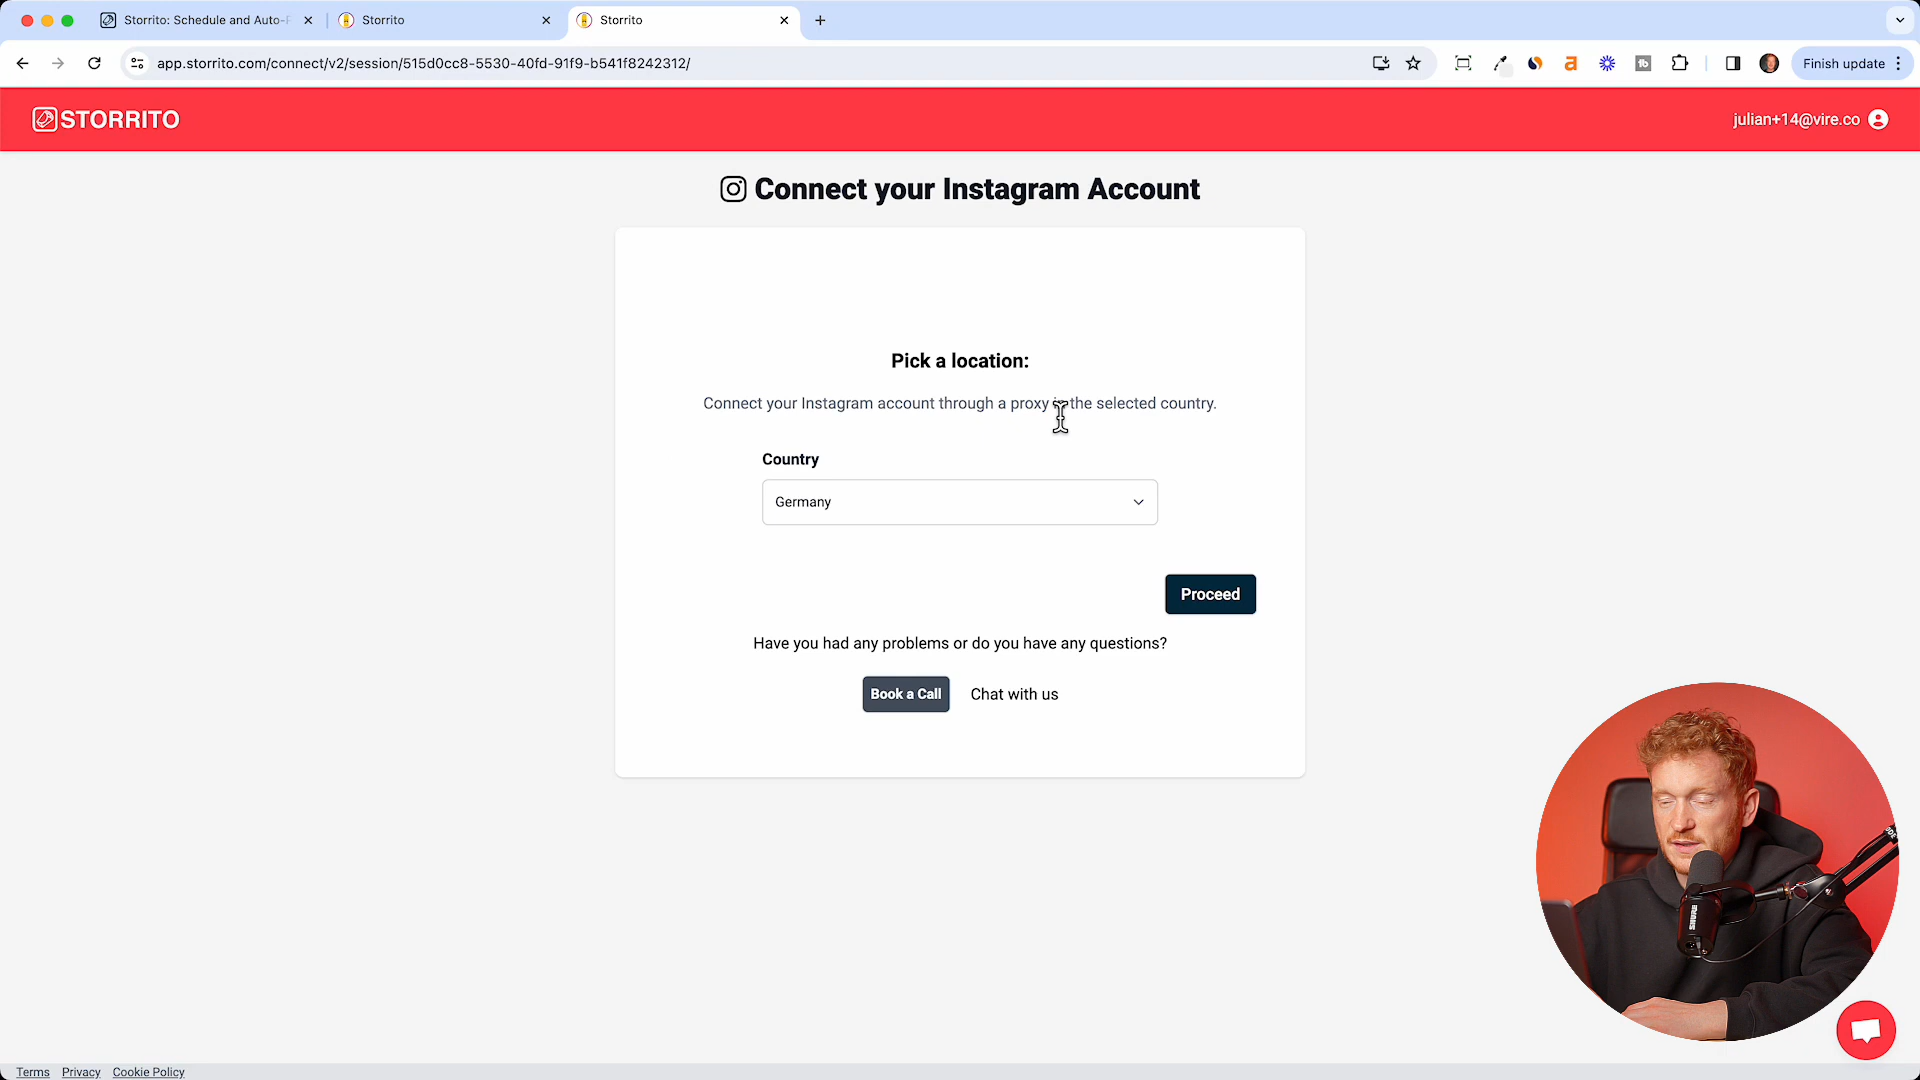 Storrito: Schedule and Auto-P
Storrito
Storrito
app.storrito.com/connect/v2/session/515d0cc8-5530-40fd-91f9-b541f8242312/
Finish update
STORRITO
julian+14@vire.co
Connect your Instagram Account
Pick a location:
Connect your Instagram account through a proxy the selected country.
Country
Germany
Proceed
Have you had any problems or do you have any questions?
Book a Call
Chat with us
SHURE
Terms Privacy Cookie Policy